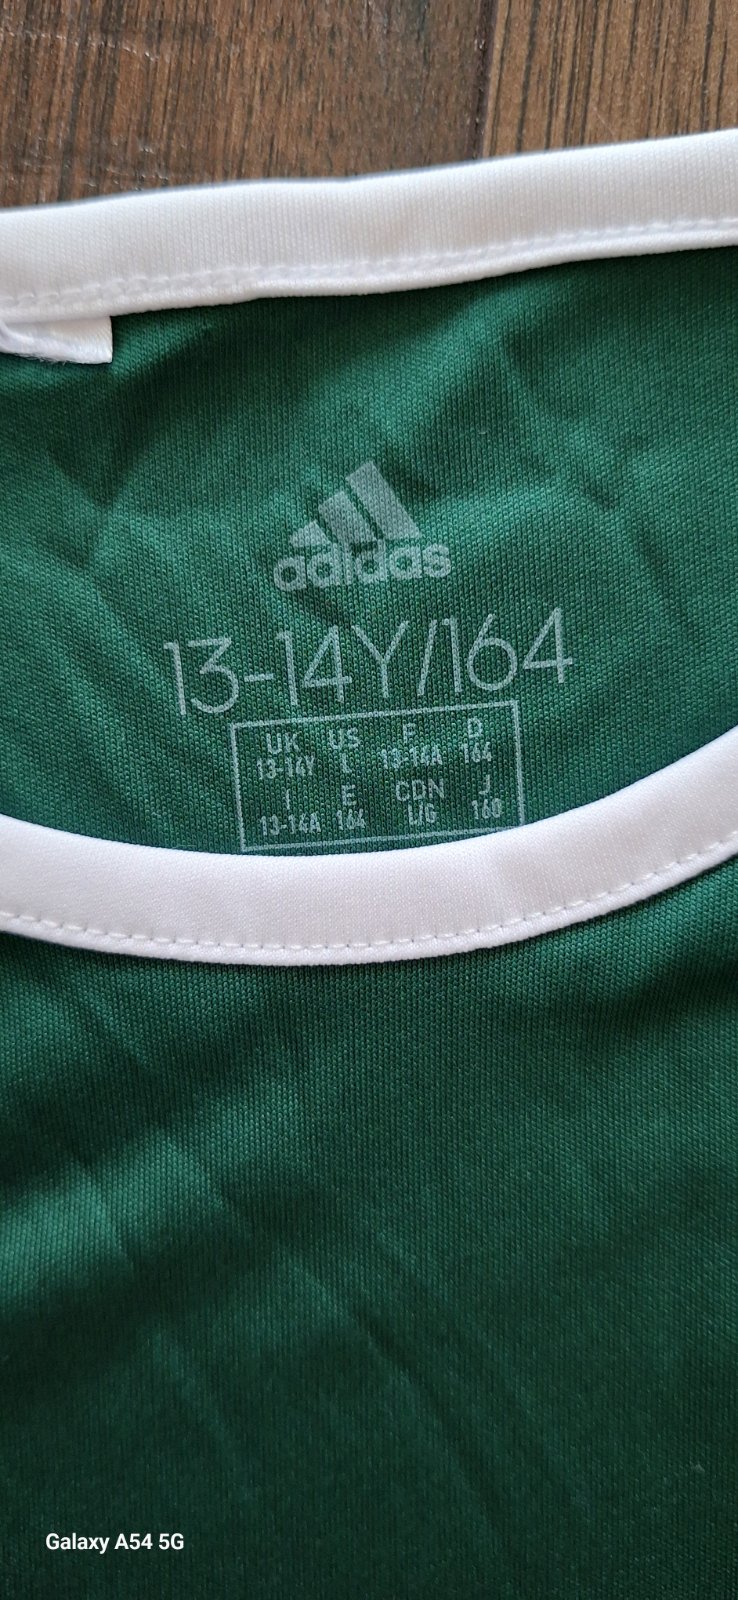 adidas
13-14Y/164
UK US F D
13-14Y L 13-14A 164
I E CDN J
13-14A 164 L/G 160
Galaxy A54 5G